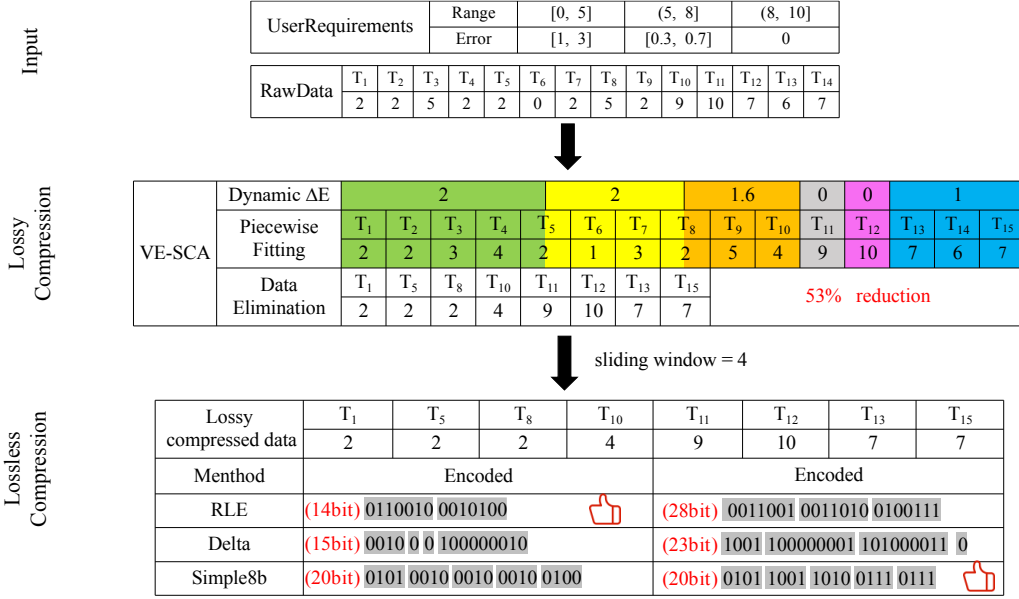 Input
UserRequirements Range [0, 5] (5, 8] (8, 10]
Error [1, 3] [0.3, 0.7] 0
RawData T1 T2 T3 T4 T5 T6 T7 T8 T9 T10 T11 T12 T13 T14
2 2 5 2 2 0 2 5 2 9 10 7 6 7
Lossy
Compression
VE-SCA
Dynamic ΔE 2 2 1.6 0 0 1
Piecewise
Fitting
T1 T2 T3 T4 T5 T6 T7 T8 T9 T10 T11 T12 T13 T14 T15
2 2 3 4 2 1 3 2 5 4 9 10 7 6 7
Data
Elimination
T1 T5 T8 T10 T11 T12 T13 T15
2 2 2 4 9 10 7 7
53% reduction
sliding window = 4
Lossless
Compression
Lossy
compressed data
T1 T5 T8 T10 T11 T12 T13 T15
2 2 2 4 9 10 7 7
Menthod Encoded Encoded
RLE (14bit) 0110010 0010100 (28bit) 0011001 0011010 0100111
Delta (15bit) 0010 0 0 100000010 (23bit) 1001 100000001 101000011 0
Simple8b (20bit) 0101 0010 0010 0010 0100 (20bit) 0101 1001 1010 0111 0111